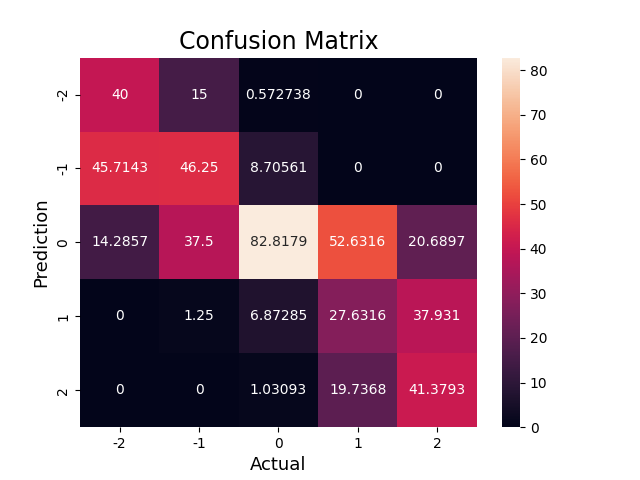 Confusion Matrix
-2 40 15 0.572738 0 0
-1 45.7143 46.25 8.70561 0 0
0 14.2857 37.5 82.8179 52.6316 20.6897
1 0 1.25 6.87285 27.6316 37.931
2 0 0 1.03093 19.7368 41.3793
-2 -1 0 1 2
Prediction
Actual
80
70
60
50
40
30
20
10
0